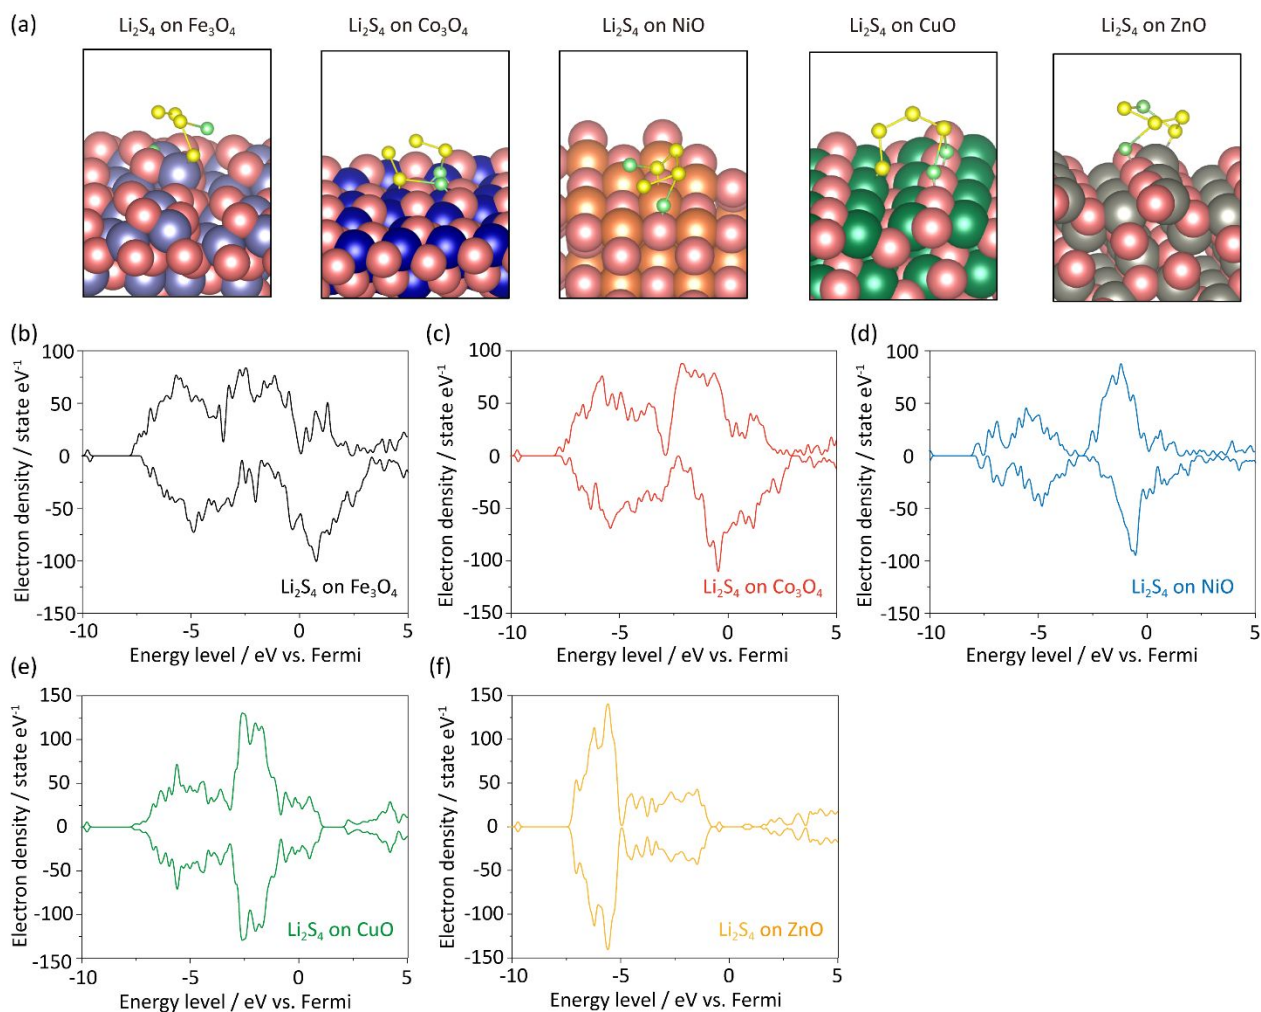 (a)
Li₂S₄ on Fe₃O₄
Li₂S₄ on Co₃O₄
Li₂S₄ on NiO
Li₂S₄ on CuO
Li₂S₄ on ZnO
(b)
Electron density / state eV⁻¹
100
50
0
-50
-100
-150
-10
-5
0
5
Li₂S₄ on Fe₃O₄
Energy level / eV vs. Fermi
(c)
Electron density / state eV⁻¹
100
50
0
-50
-100
-150
-10
-5
0
5
Li₂S₄ on Co₃O₄
Energy level / eV vs. Fermi
(d)
Electron density / state eV⁻¹
100
50
0
-50
-100
-150
-10
-5
0
5
Li₂S₄ on NiO
Energy level / eV vs. Fermi
(e)
Electron density / state eV⁻¹
150
100
50
0
-50
-100
-150
-10
-5
0
5
Li₂S₄ on CuO
Energy level / eV vs. Fermi
(f)
Electron density / state eV⁻¹
150
100
50
0
-50
-100
-150
-10
-5
0
5
Li₂S₄ on ZnO
Energy level / eV vs. Fermi